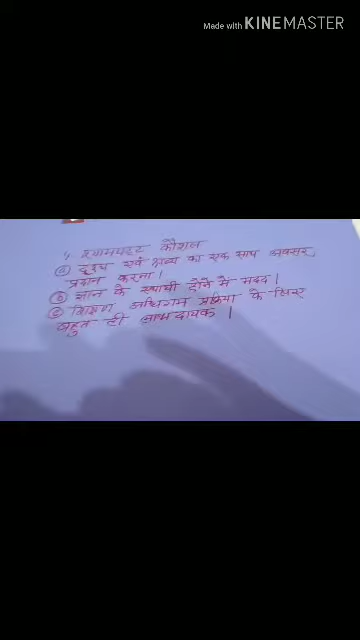 Made with KINEMASTER
4. श्यामपट्ट कौशल
ⓐ दृश्य एवं श्रव्य का एक साथ अवसर
प्रदान करना।
ⓑ ज्ञान के स्थायी होने में मदद।
ⓒ शिक्षण अधिगम प्रक्रिया के लिए
बहुत ही लाभदायक।